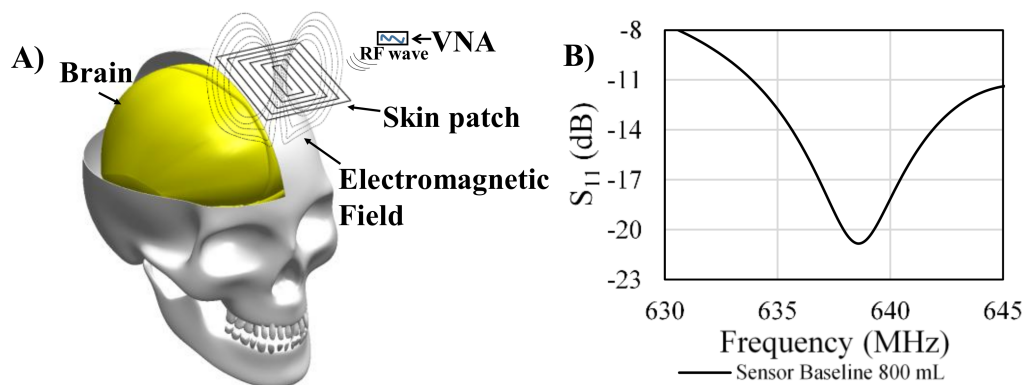 A)
Brain
VNA
RF wave
Skin patch
Electromagnetic
Field
B)
-8
-11
-14
-17
-20
-23
S11 (dB)
630 635 640 645
Frequency (MHz)
Sensor Baseline 800 mL